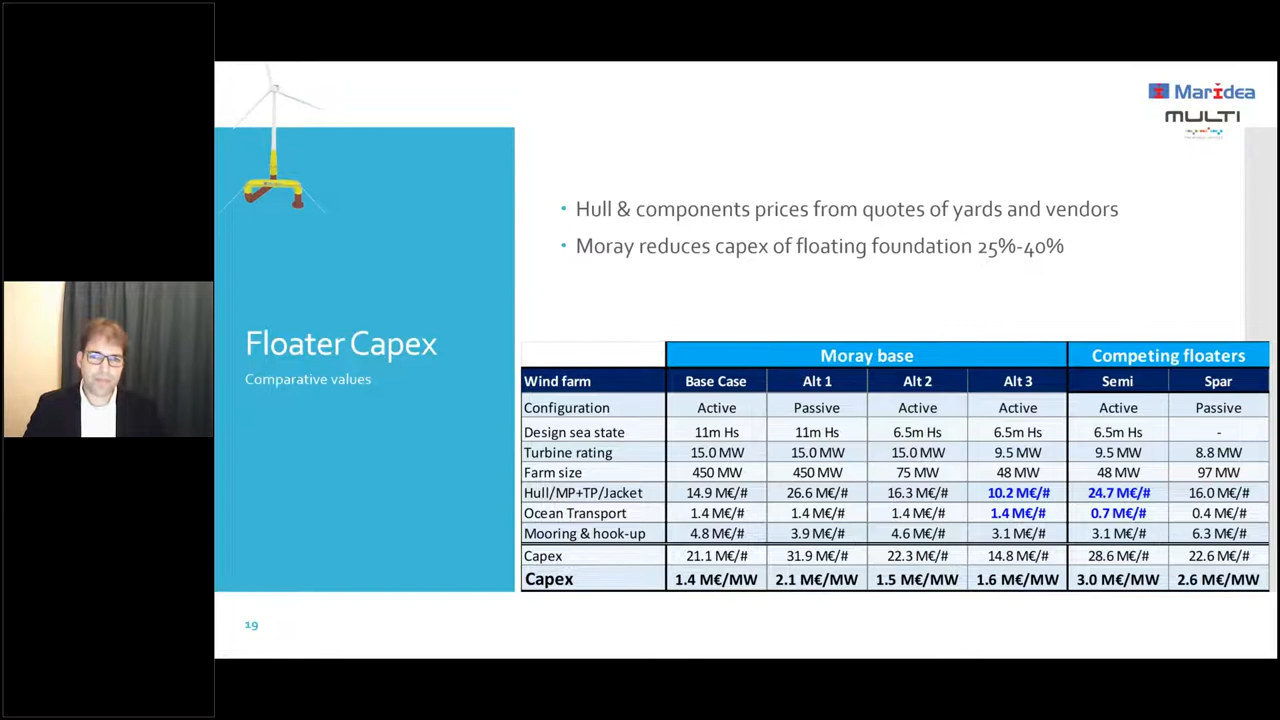 Maridea
MULTI
• Hull & components prices from quotes of yards and vendors
• Moray reduces capex of floating foundation 25%-40%
Floater Capex
Comparative values
Moray base Competing floaters
Wind farm Base Case Alt 1 Alt 2 Alt 3 Semi Spar
Configuration Active Passive Active Active Active Passive
Design sea state 11m Hs 11m Hs 6.5m Hs 6.5m Hs 6.5m Hs -
Turbine rating 15.0 MW 15.0 MW 15.0 MW 9.5 MW 9.5 MW 8.8 MW
Farm size 450 MW 450 MW 75 MW 48 MW 48 MW 97 MW
Hull/MP+TP/Jacket 14.9 M€/# 26.6 M€/# 16.3 M€/# 10.2 M€/# 24.7 M€/# 16.0 M€/#
Ocean Transport 1.4 M€/# 1.4 M€/# 1.4 M€/# 1.4 M€/# 0.7 M€/# 0.4 M€/#
Mooring & hook-up 4.8 M€/# 3.9 M€/# 4.6 M€/# 3.1 M€/# 3.1 M€/# 6.3 M€/#
Capex 21.1 M€/# 31.9 M€/# 22.3 M€/# 14.8 M€/# 28.6 M€/# 22.6 M€/#
Capex 1.4 M€/MW 2.1 M€/MW 1.5 M€/MW 1.6 M€/MW 3.0 M€/MW 2.6 M€/MW
19